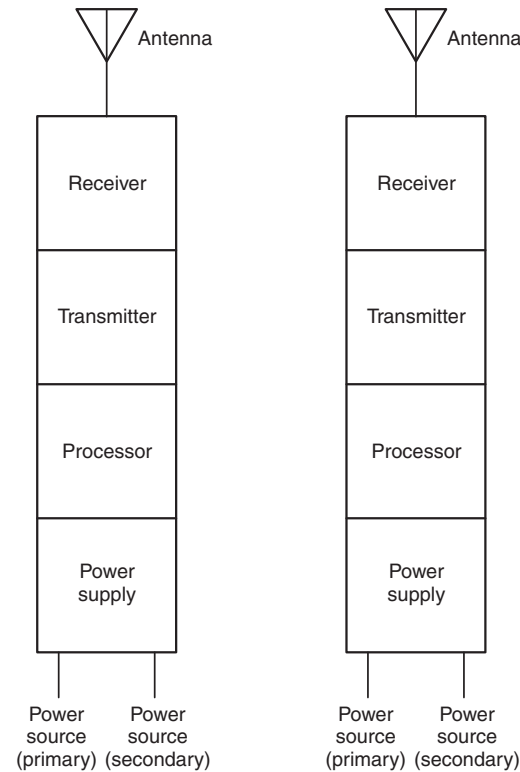 Antenna
Receiver
Transmitter
Processor
Power
supply
Power
source
(primary)
Power
source
(secondary)
Antenna
Receiver
Transmitter
Processor
Power
supply
Power
source
(primary)
Power
source
(secondary)